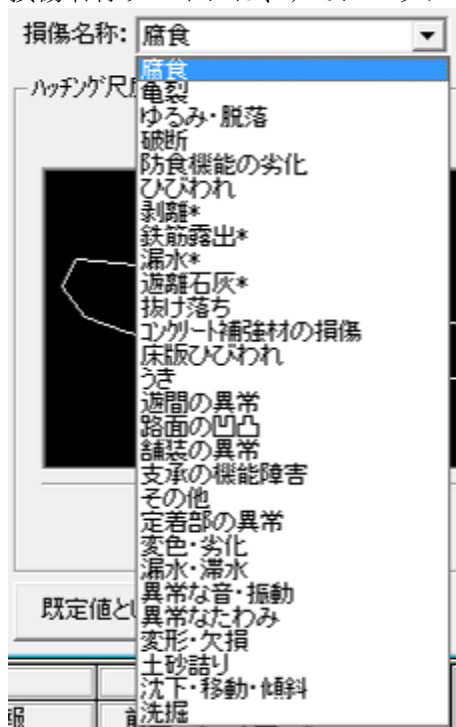 損傷名称: 腐食
ハッチング尺
腐食
亀裂
ゆるみ・脱落
破断
防食機能の劣化
ひびわれ
剥離*
鉄筋露出*
漏水*
遊離石灰*
抜け落ち
コンクリート補強材の損傷
床版ひびわれ
うき
遊間の異常
路面の凹凸
舗装の異常
支承の機能障害
その他
定着部の異常
変色・劣化
漏水・滞水
異常な音・振動
異常なたわみ
変形・欠損
土砂詰り
沈下・移動・傾斜
洗掘
既定値と